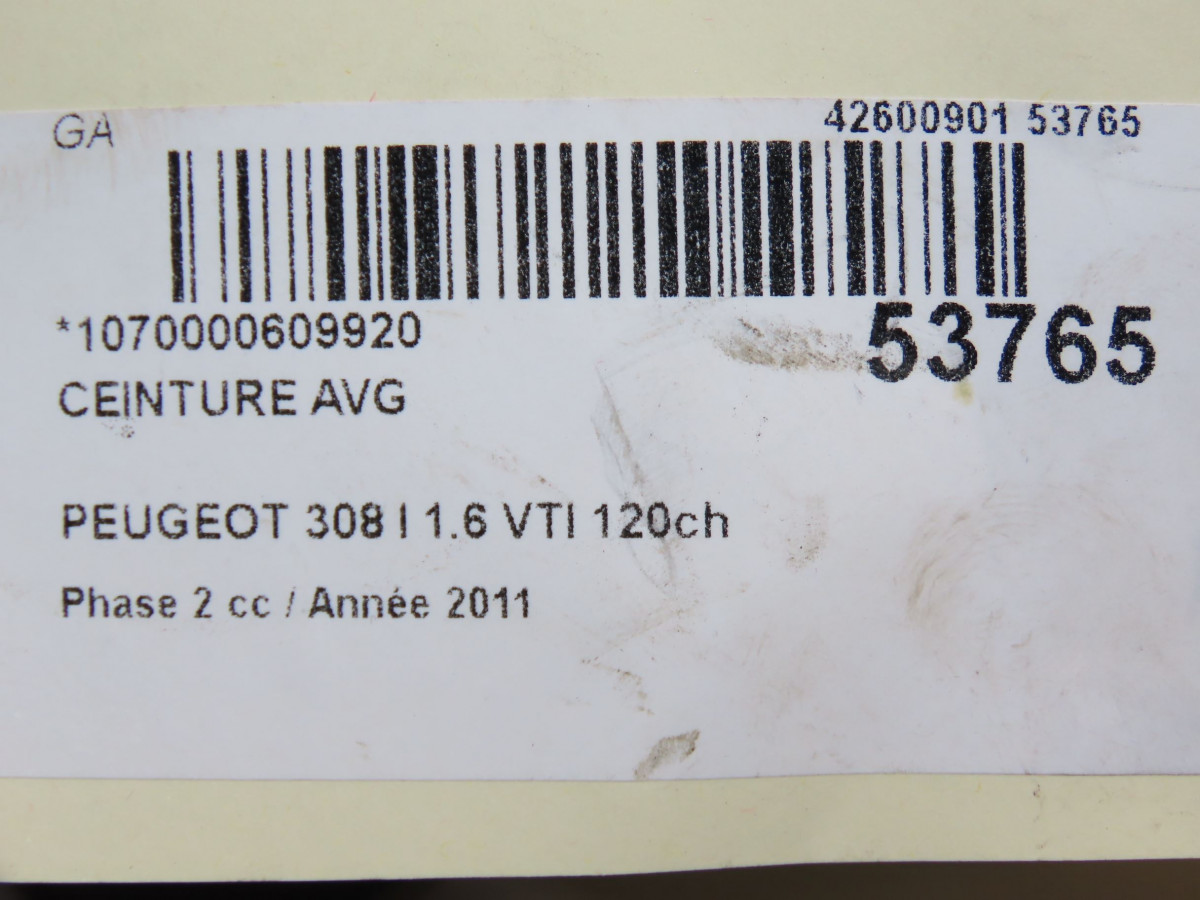 GA
42600901 53765
*1070000609920
53765
CEINTURE AVG
PEUGEOT 308 I 1.6 VTI 120ch
Phase 2 cc / Année 2011